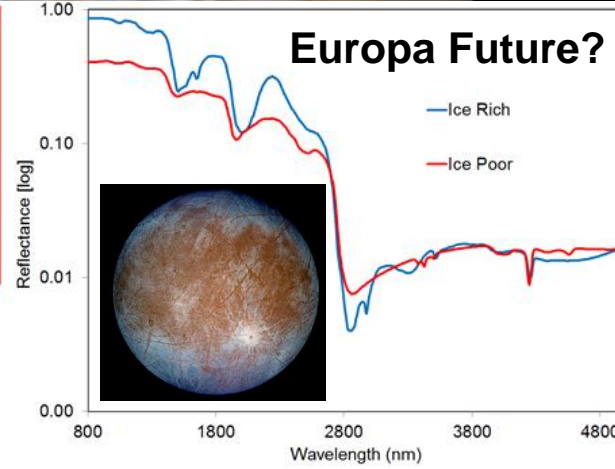 Europa Future?
1.00
0.10
0.01
0.00
Reflectance [log]
Ice Rich
Ice Poor
800
1800
2800
3800
4800
Wavelength (nm)